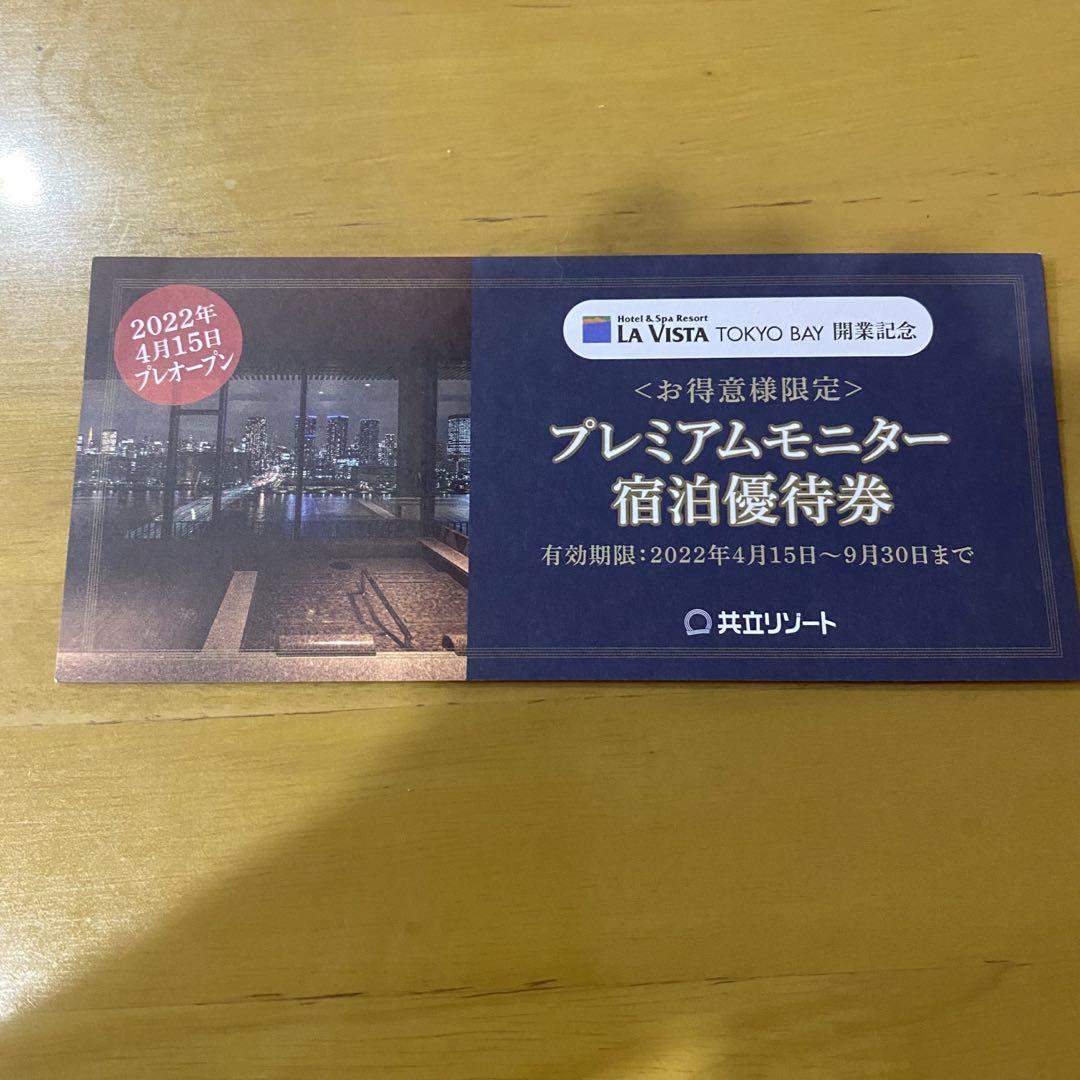 2022年
4月15日
プレオープン
Hotel & Spa Resort
LA VISTA TOKYO BAY 開業記念
＜お得意様限定＞
プレミアムモニター
宿泊優待券
有効期限：2022年4月15日〜9月30日まで
共立リゾート